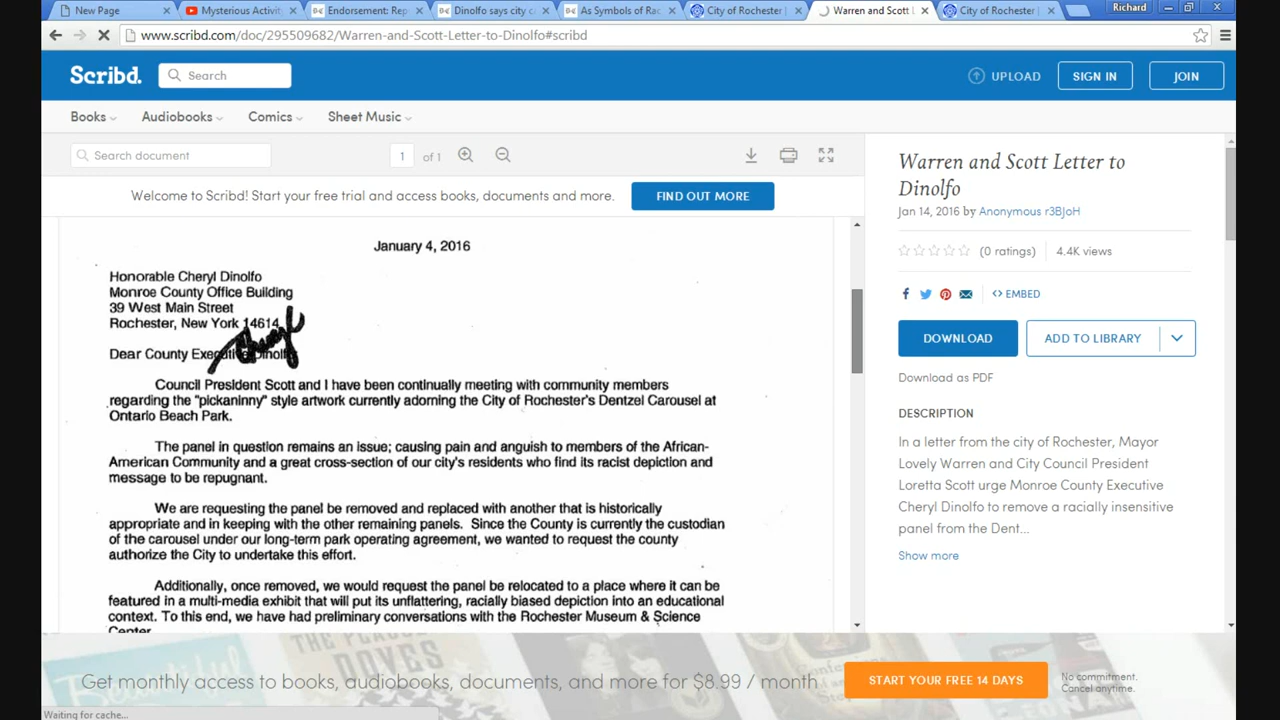 New Page
Mysterious Activit
Endorsement: Rep
Dinolfo says city c
As Symbols of Rac
City of Rochester |
Warren and Scott L
City of Rochester |
Richard
www.scribd.com/doc/295509682/Warren-and-Scott-Letter-to-Dinolfo#scribd
Scribd.
Search
UPLOAD
SIGN IN
JOIN
Books
Audiobooks
Comics
Sheet Music
Search document
1 of 1
Welcome to Scribd! Start your free trial and access books, documents and more.
FIND OUT MORE
January 4, 2016
Honorable Cheryl Dinolfo
Monroe County Office Building
39 West Main Street
Rochester, New York 14614
Cheryl
Dear County Executive Dinolfo
Council President Scott and I have been continually meeting with community members
regarding the "pickaninny" style artwork currently adorning the City of Rochester's Dentzel Carousel at
Ontario Beach Park.
The panel in question remains an issue; causing pain and anguish to members of the African-
American Community and a great cross-section of our city's residents who find its racist depiction and
message to be repugnant.
We are requesting the panel be removed and replaced with another that is historically
appropriate and in keeping with the other remaining panels. Since the County is currently the custodian
of the carousel under our long-term park operating agreement, we wanted to request the county
authorize the City to undertake this effort.
Additionally, once removed, we would request the panel be relocated to a place where it can be
featured in a multi-media exhibit that will put its unflattering, racially biased depiction into an educational
context. To this end, we have had preliminary conversations with the Rochester Museum & Science
Center
Warren and Scott Letter to
Dinolfo
Jan 14, 2016 by Anonymous r3BJoH
(0 ratings)
4.4K views
<> EMBED
DOWNLOAD
ADD TO LIBRARY
Download as PDF
DESCRIPTION
In a letter from the city of Rochester, Mayor
Lovely Warren and City Council President
Loretta Scott urge Monroe County Executive
Cheryl Dinolfo to remove a racially insensitive
panel from the Dent...
Show more
Get monthly access to books, audiobooks, documents, and more for $8.99 / month
START YOUR FREE 14 DAYS
No commitment.
Cancel anytime.
Waiting for cache...